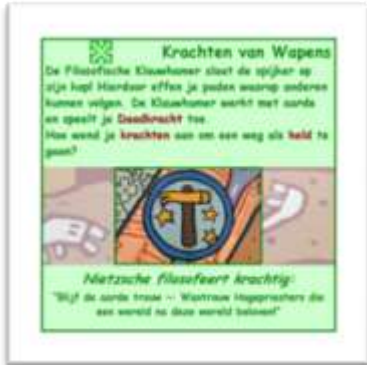 Krachten van Wapens
De Filosofische Klauwhamer slaat de spijker op
zijn kop! Hierdoor effen je paden waarop anderen
kunnen volgen. De Klauwhamer werkt met aarde
en speelt je Daadkracht toe.
Hoe wend je krachten aan om een weg als held te
gaan?
Nietzsche filosofeert krachtig:
"Blijf de aarde trouw ~ Wantrouw Hogepriesters die
een wereld na deze wereld beloven!"